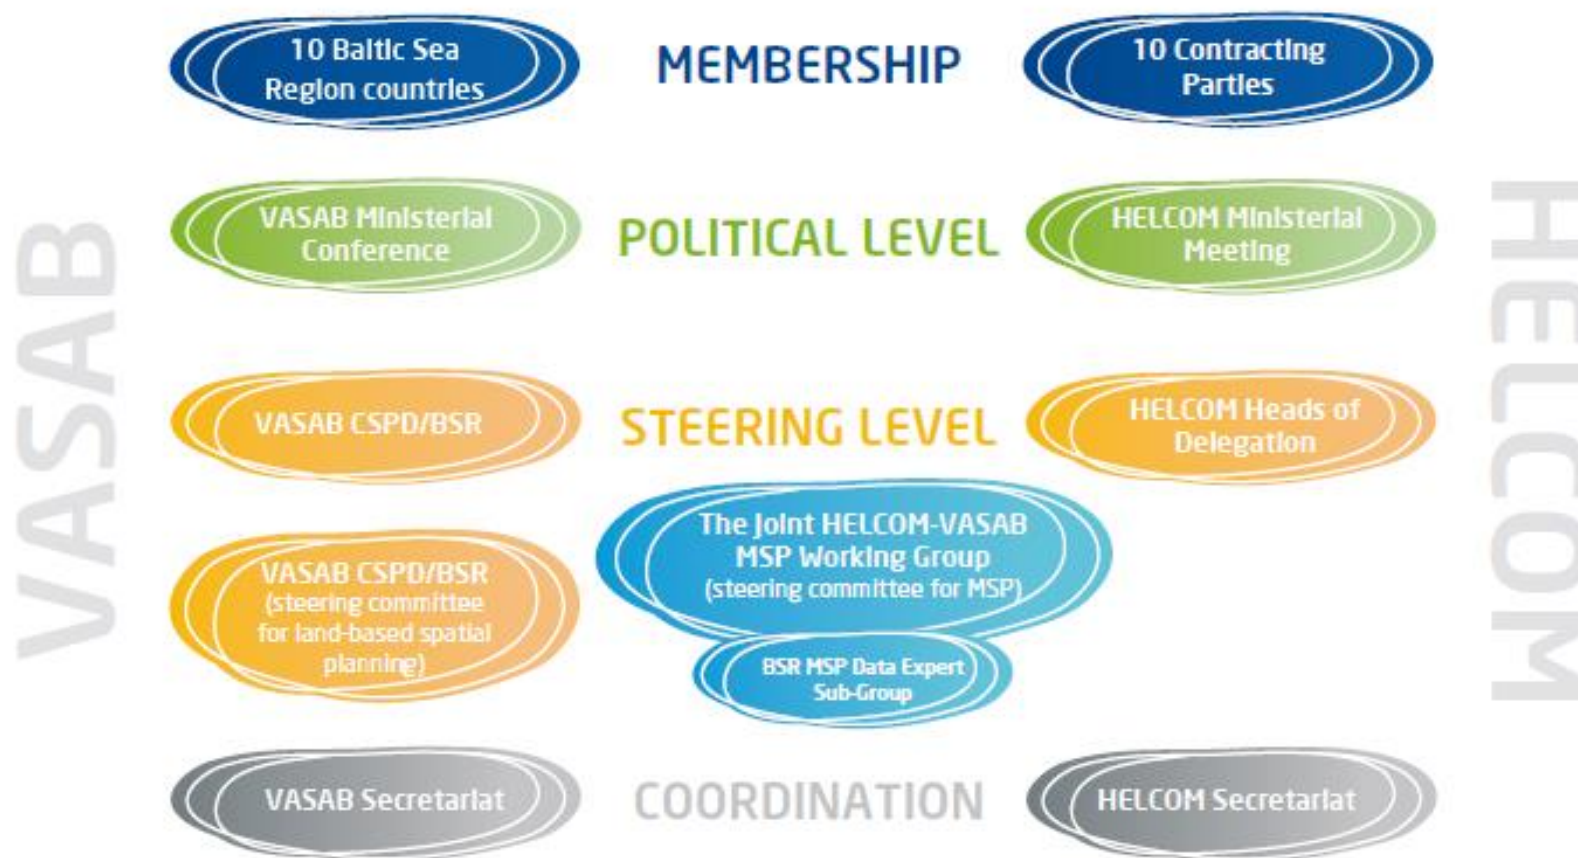 VASAB
HELCOM
10 Baltic Sea
Region countries
MEMBERSHIP
10 Contracting
Parties
VASAB Ministerial
Conference
POLITICAL LEVEL
HELCOM Ministerial
Meeting
VASAB CSPD/BSR
STEERING LEVEL
HELCOM Heads of
Delegation
VASAB CSPD/BSR
(steering committee
for land-based spatial
planning)
The Joint HELCOM-VASAB
MSP Working Group
(steering committee for MSP)
BSR MSP Data Expert
Sub-Group
VASAB Secretariat
COORDINATION
HELCOM Secretariat